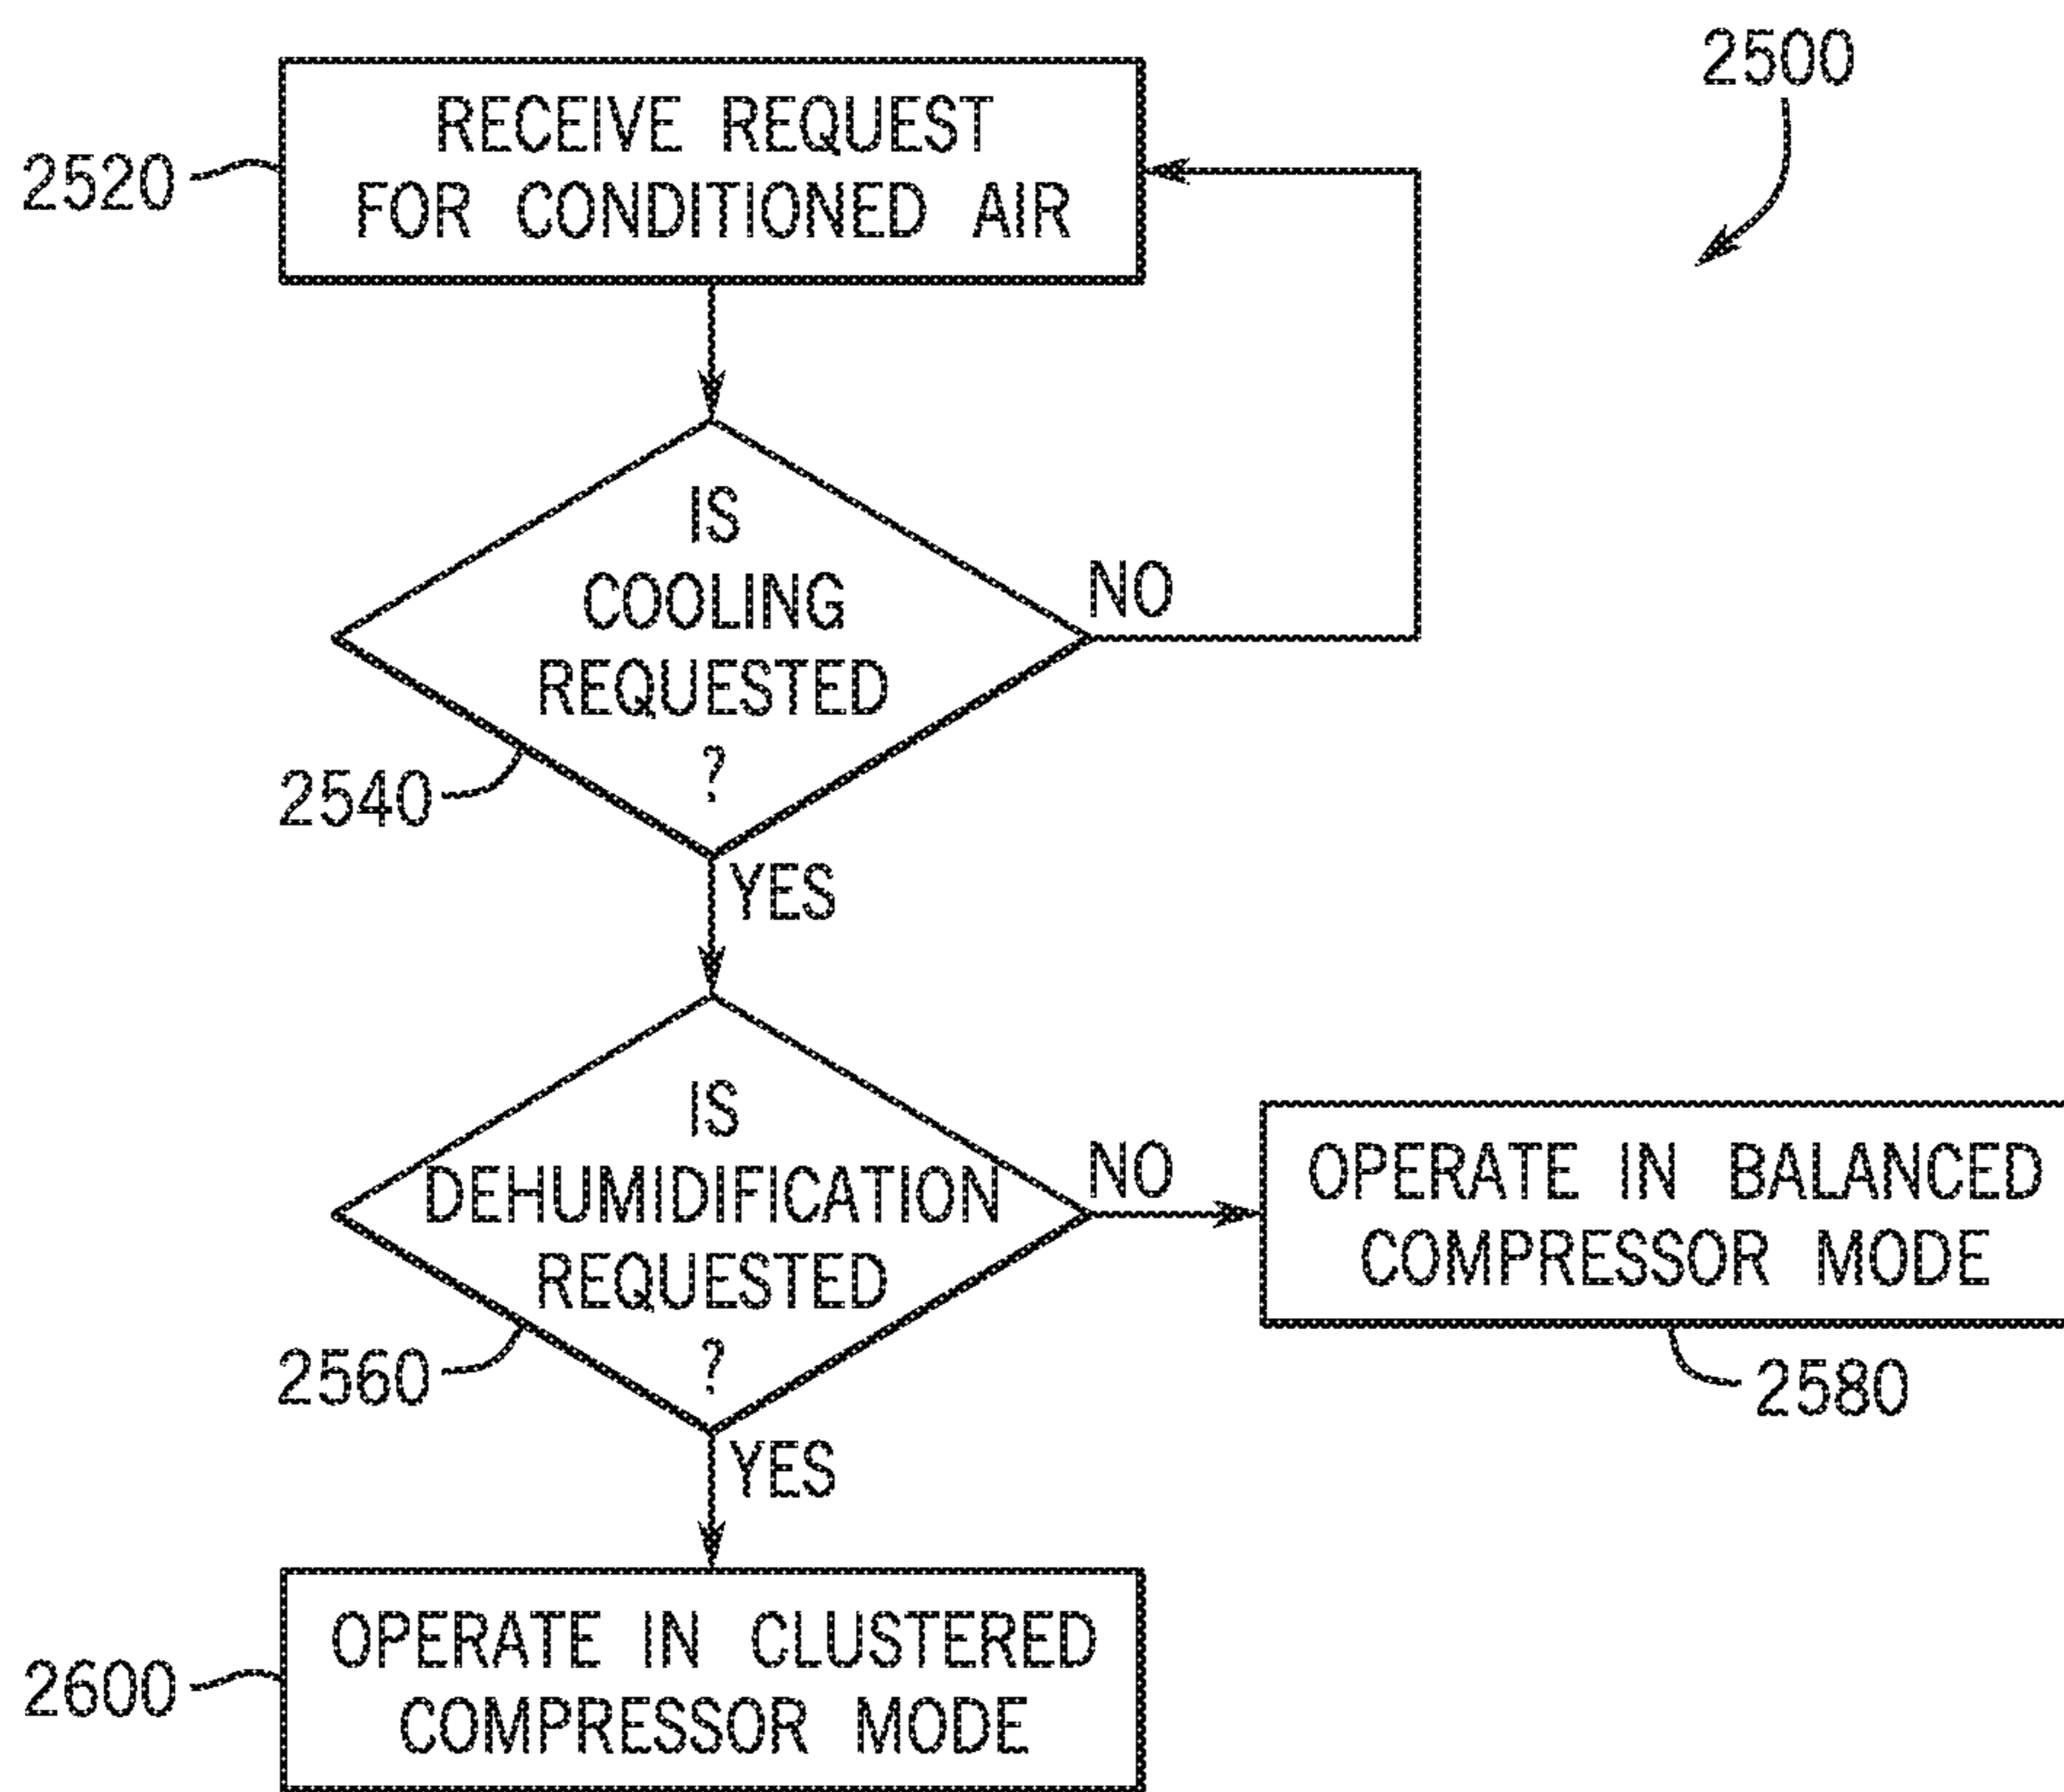 2500
RECEIVE REQUEST
FOR CONDITIONED AIR
2520
IS
COOLING
REQUESTED
?
NO
2540
YES
IS
DEHUMIDIFICATION
REQUESTED
?
NO
2560
OPERATE IN BALANCED
COMPRESSOR MODE
2580
YES
OPERATE IN CLUSTERED
COMPRESSOR MODE
2600